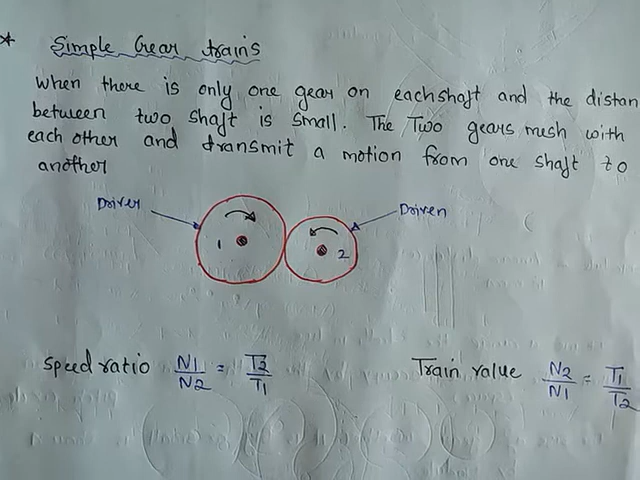 * Simple Gear trains
When there is only one gear on eachshaft and the distan
between two shaft is small. The Two gears mesh with
each other and transmit a motion from one shaft to
another
Driver
Driven
1
2
Speed ratio N1/N2 = T2/T1
Train value N2/N1 = T1/T2